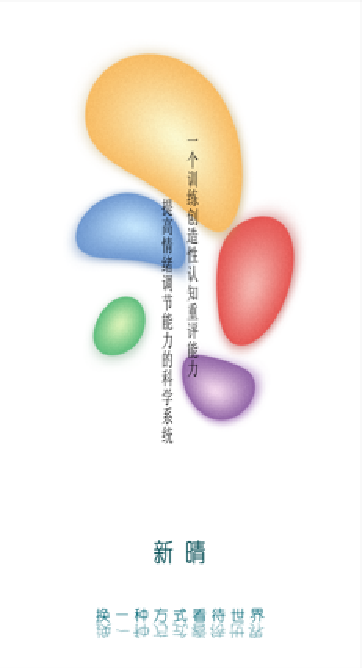 一个训练创造性认知重评能力
提高情绪调节能力的科学系统
新晴
换一种方式看待世界